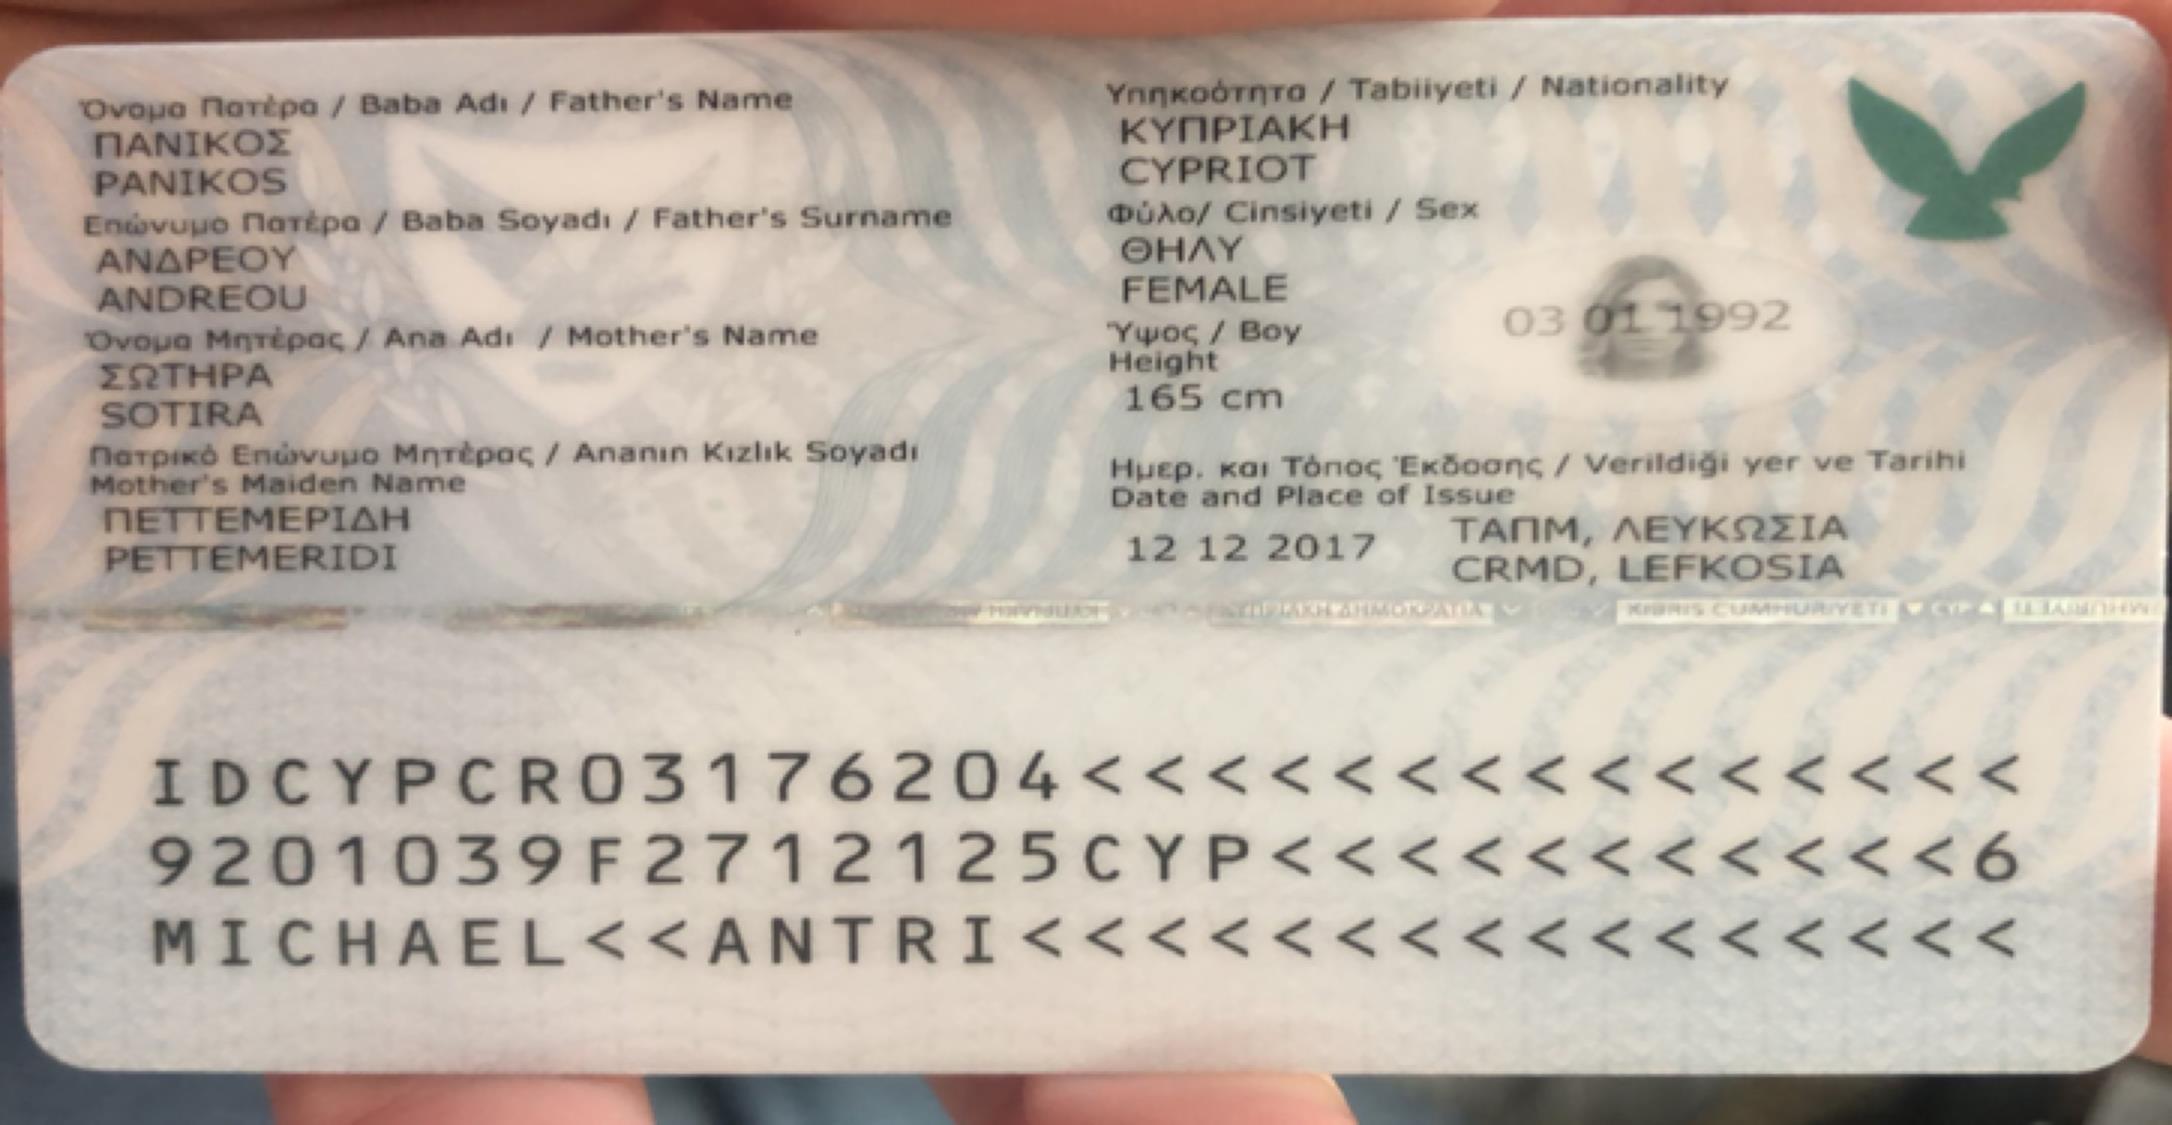 Όνομα Πατέρα / Baba Adı / Father's Name
ΠΑΝΙΚΟΣ
PANIKOS
Επώνυμο Πατέρα / Baba Soyadı / Father's Surname
ΑΝΔΡΕΟΥ
ANDREOU
Όνομα Μητέρας / Ana Adı / Mother's Name
ΣΩΤΗΡΑ
SOTIRA
Πατρικό Επώνυμο Μητέρας / Ananın Kızlık Soyadı
Mother's Maiden Name
ΠΕΤΤΕΜΕΡΙΔΗ
PETTEMERIDI
Υπηκοότητα / Tabiiyeti / Nationality
ΚΥΠΡΙΑΚΗ
CYPRIOT
Φύλο/ Cinsiyeti / Sex
ΘΗΛΥ
FEMALE
Ύψος / Boy
Height
165 cm
03 01 1992
Ημερ. και Τόπος Έκδοσης / Verildiği yer ve Tarihi
Date and Place of Issue
12 12 2017
ΤΑΠΜ, ΛΕΥΚΩΣΙΑ
CRMD, LEFKOSIA
ΚΥΠΡΙΑΚΗ ΔΗΜΟΚΡΑΤΙΑ KIBRIS CUMHURIYETI
IDCYPCR03176204<<<<<<<<<<<<<<<
9201039F2712125CYP<<<<<<<<<<<6
MICHAEL<<ANTRI<<<<<<<<<<<<<<<<